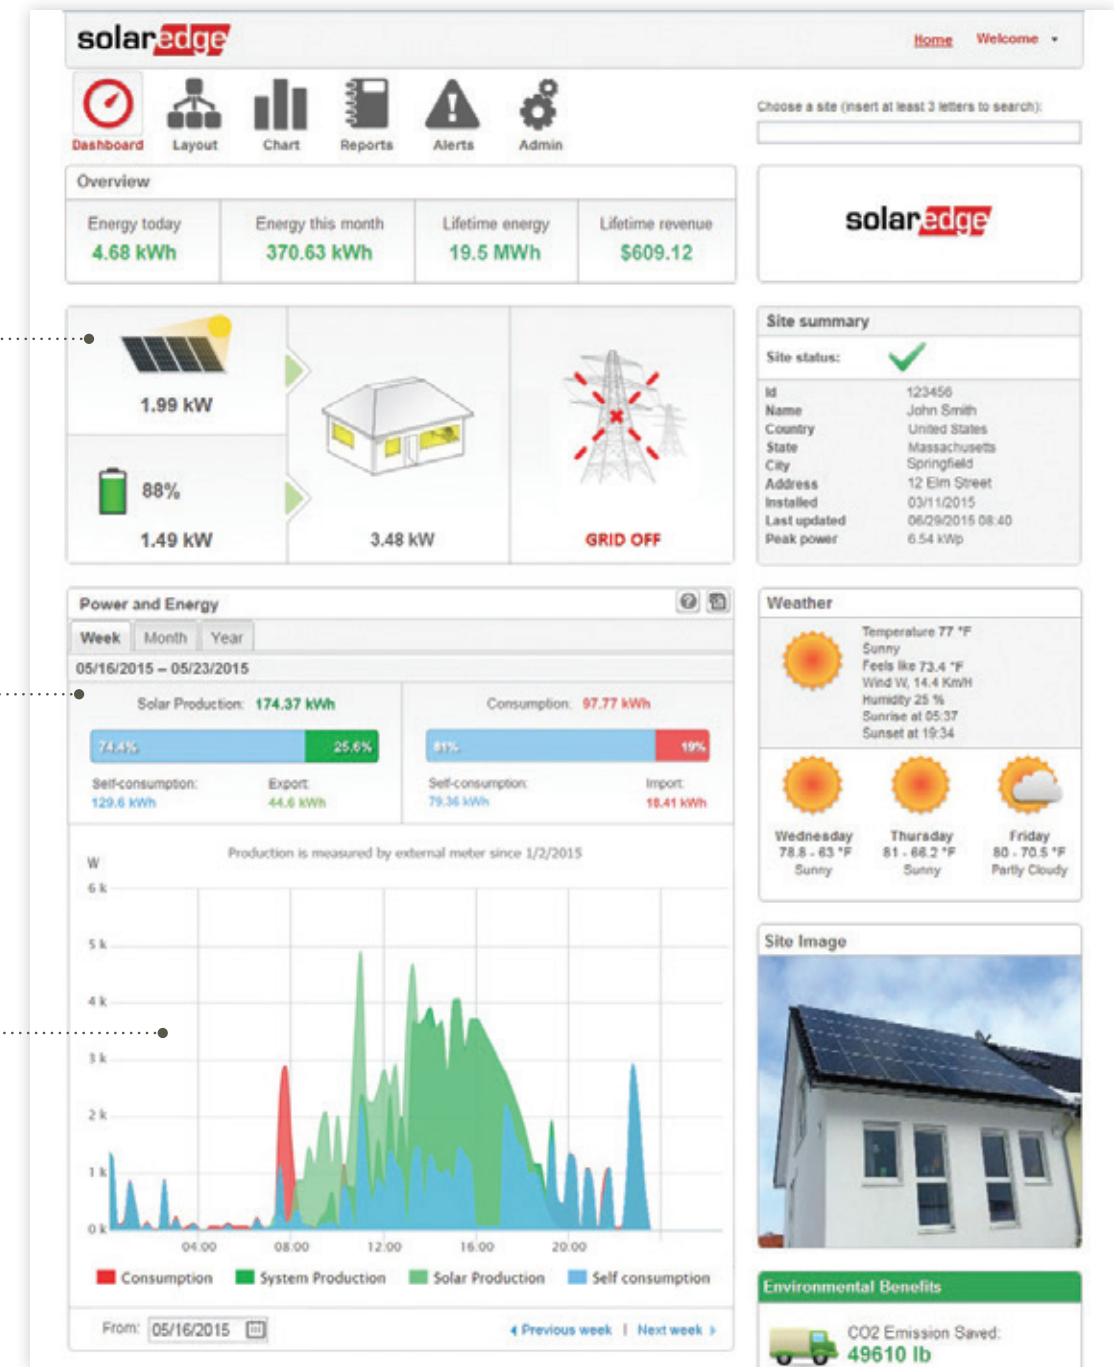 solaredge
Home Welcome
Dashboard Layout Chart Reports Alerts Admin
Choose a site (insert at least 3 letters to search):
Overview
Energy today Energy this month Lifetime energy Lifetime revenue
4.68 kWh 370.63 kWh 19.5 MWh $609.12
solaredge
1.99 kW
88%
1.49 kW
3.48 kW
GRID OFF
Site summary
Site status:
Id 123456
Name John Smith
Country United States
State Massachusetts
City Springfield
Address 12 Elm Street
Installed 03/11/2015
Last updated 06/29/2015 08:40
Peak power 6.54 kWp
Power and Energy
Week Month Year
05/16/2015 – 05/23/2015
Solar Production: 174.37 kWh Consumption: 97.77 kWh
74.4% 25.6% 81% 19%
Self-consumption: Export: Self-consumption: Import:
129.6 kWh 44.6 kWh 79.36 kWh 18.41 kWh
Production is measured by external meter since 1/2/2015
W
6 k
5 k
4 k
3 k
2 k
1 k
0 k
04:00 08:00 12:00 16:00 20:00
Consumption System Production Solar Production Self consumption
From: 05/16/2015 Previous week | Next week
Weather
Temperature 77 °F
Sunny
Feels like 73.4 °F
Wind W, 14.4 Km/H
Humidity 25 %
Sunrise at 05:37
Sunset at 19:34
Wednesday Thursday Friday
78.8 - 63 °F 81 - 66.2 °F 80 - 70.5 °F
Sunny Sunny Partly Cloudy
Site Image
Environmental Benefits
CO2 Emission Saved:
49610 lb